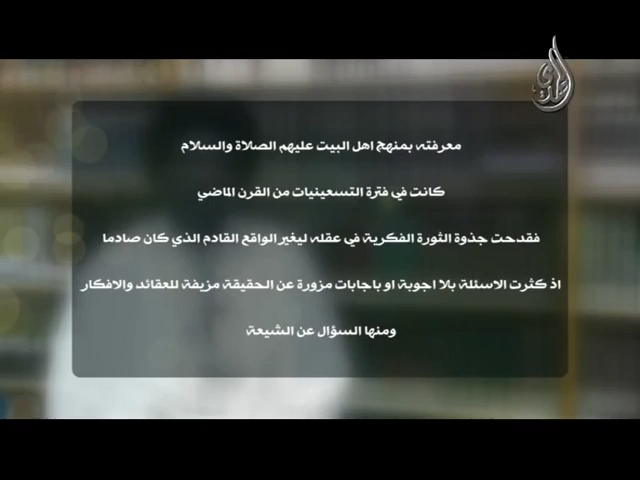 معرفته بمنهج اهل البيت عليهم الصلاة والسلام
كانت في فترة التسعينيات من القرن الماضي
فقدحت جذوة الثورة الفكرية في عقله ليغير الواقع القادم الذي كان صادما
اذ كثرت الاسئلة بلا اجوبة او باجابات مزورة عن الحقيقة مزيفة للعقائد والافكار
ومنها السؤال عن الشيعة